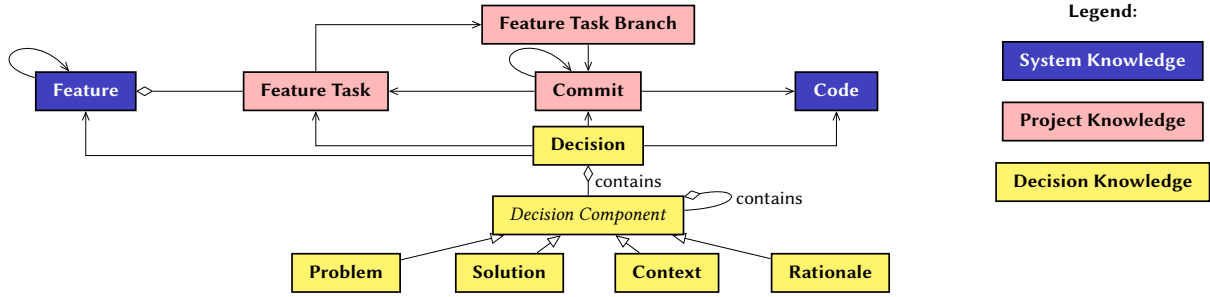 Feature Task Branch
Legend:
Feature
Feature Task
Commit
Code
System Knowledge
Project Knowledge
Decision
contains
Decision Component
contains
Decision Knowledge
Problem
Solution
Context
Rationale